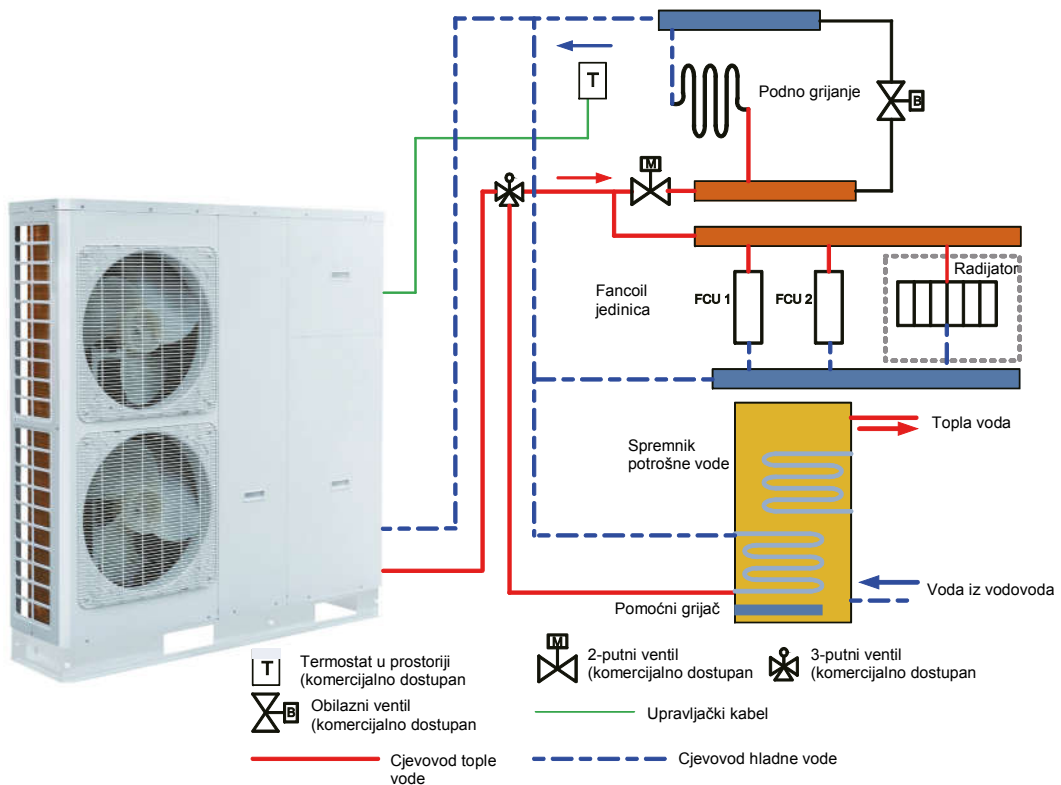 T
Podno grijanje
B
M
Radijator
FCU 1
FCU 2
Fancoil
jedinica
Spremnik
potrošne vode
Topla voda
Voda iz vodovoda
Pomoćni grijač
T
Termostat u prostoriji
(komercijalno dostupan
M
2-putni ventil
(komercijalno dostupan
3-putni ventil
(komercijalno dostupan
B
Obilazni ventil
(komercijalno dostupan
Upravljački kabel
Cjevovod tople
vode
Cjevovod hladne vode